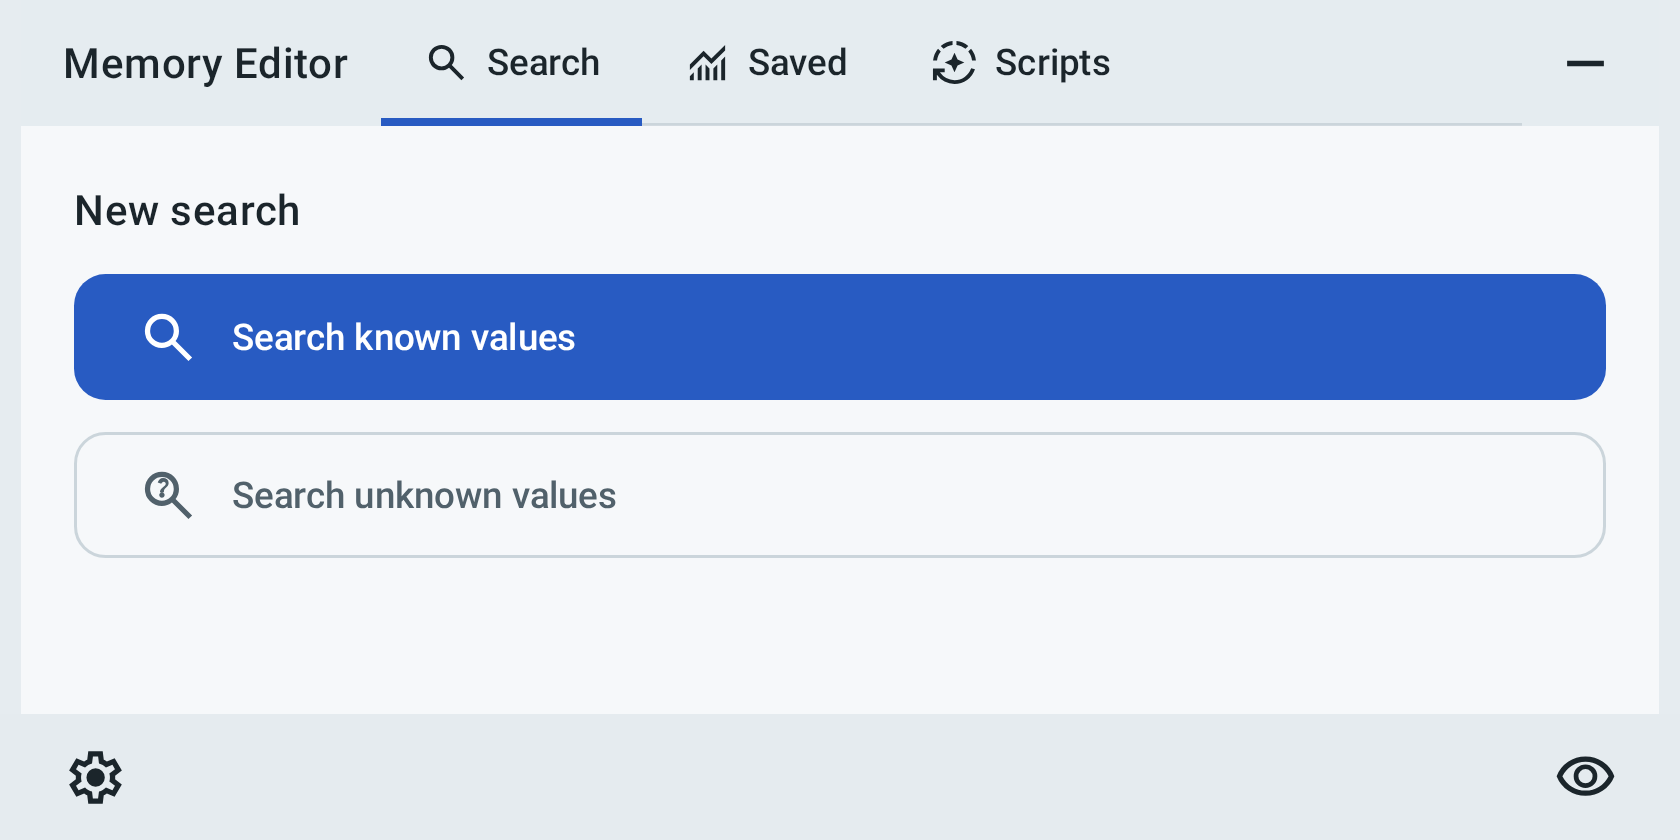 Memory Editor Search Saved Scripts
New search
Search known values
Search unknown values